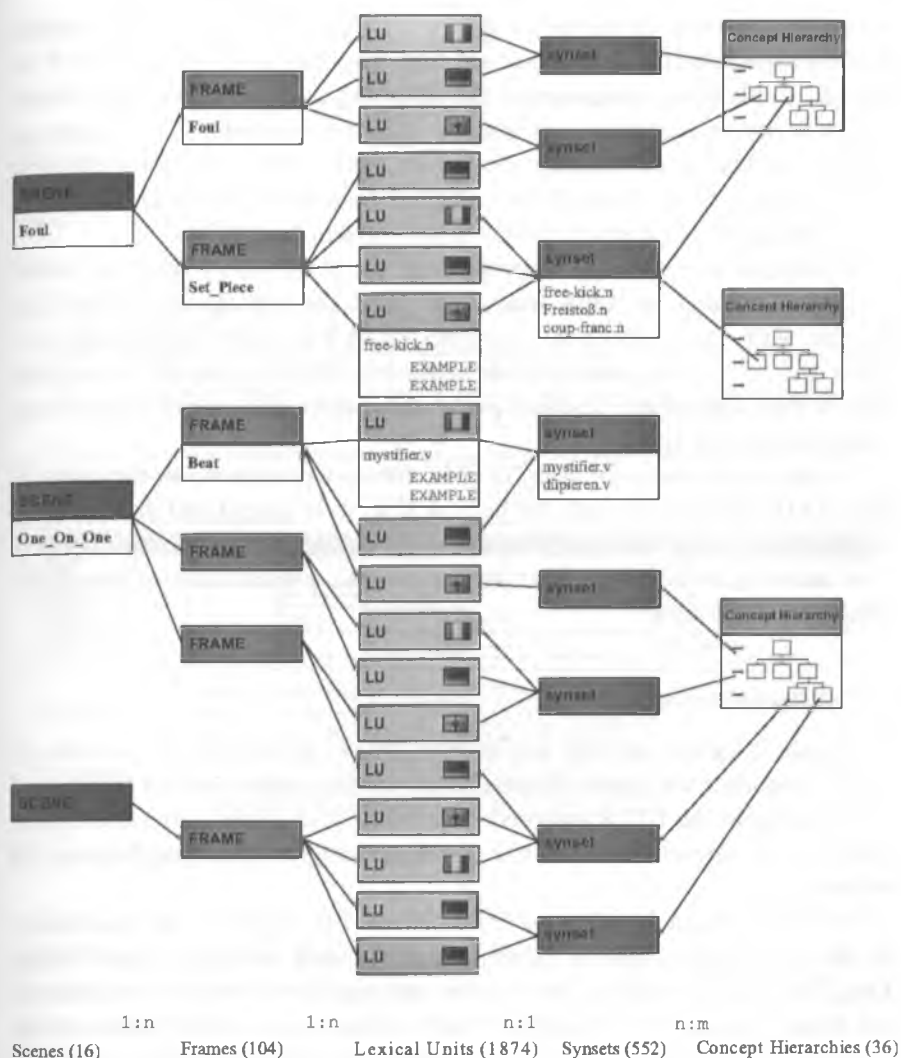 SCENE
Foul
SCENE
One_On_One
SCENE
FRAME
Foul
FRAME
Set_Piece
FRAME
Beat
FRAME
FRAME
FRAME
LU
LU
LU
LU
LU
LU
LU
free-kick.n
EXAMPLE
EXAMPLE
LU
mystifier.v
EXAMPLE
EXAMPLE
LU
LU
LU
LU
LU
LU
LU
LU
LU
LU
synset
synset
synset
free-kick.n
Freistoß.n
coup-franc.n
synset
mystifier.v
düpieren.v
synset
synset
synset
synset
Concept Hierarchy
Concept Hierarchy
Concept Hierarchy
1:n 1:n n:1 n:m
Scenes (16) Frames (104) Lexical Units (1874) Synsets (552) Concept Hierarchies (36)